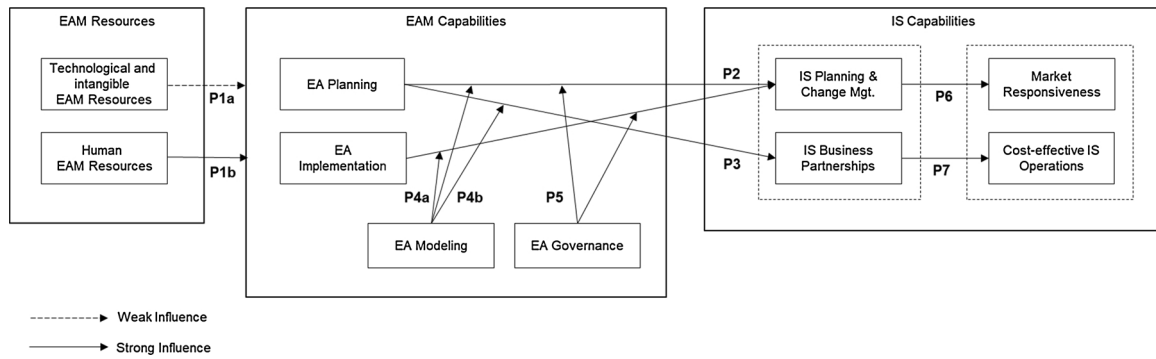 EAM Resources
Technological and
intangible
EAM Resources
P1a
Human
EAM Resources
P1b
EAM Capabilities
EA Planning
EA
Implementation
P4a
P4b
P5
EA Modeling
EA Governance
P2
P3
IS Capabilities
IS Planning &
Change Mgt.
P6
Market
Responsiveness
IS Business
Partnerships
P7
Cost-effective IS
Operations
Weak Influence
Strong Influence